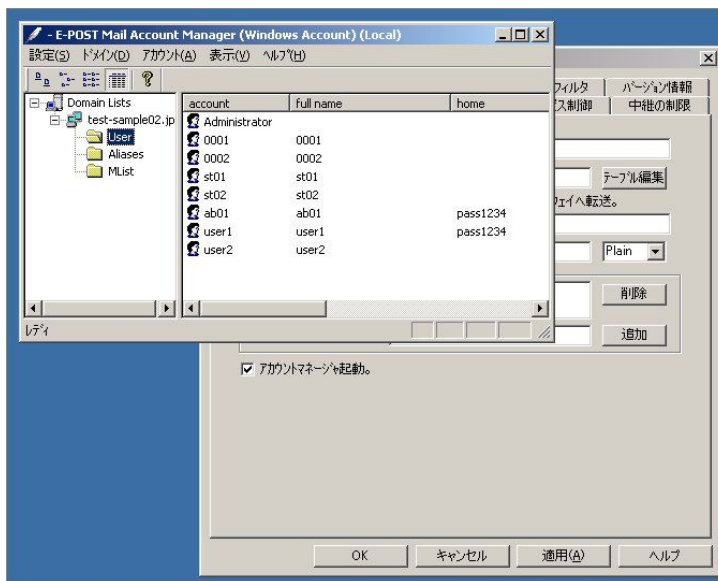 - E-POST Mail Account Manager (Windows Account) (Local)
設定(S) ドメイン(D) アカウント(A) 表示(V) ヘルプ(H)
Domain Lists
test-sample02.jp
User
Aliases
MList
account full name home
Administrator
0001 0001
0002 0002
st01 st01
st02 st02
ab01 ab01 pass1234
user1 user1 pass1234
user2 user2
レディ
フィルタ バージョン情報
ス制御 中継の制限
テーブル編集
ェイへ転送。
Plain
削除
追加
アカウントマネージャ起動。
OK キャンセル 適用(A) ヘルプ